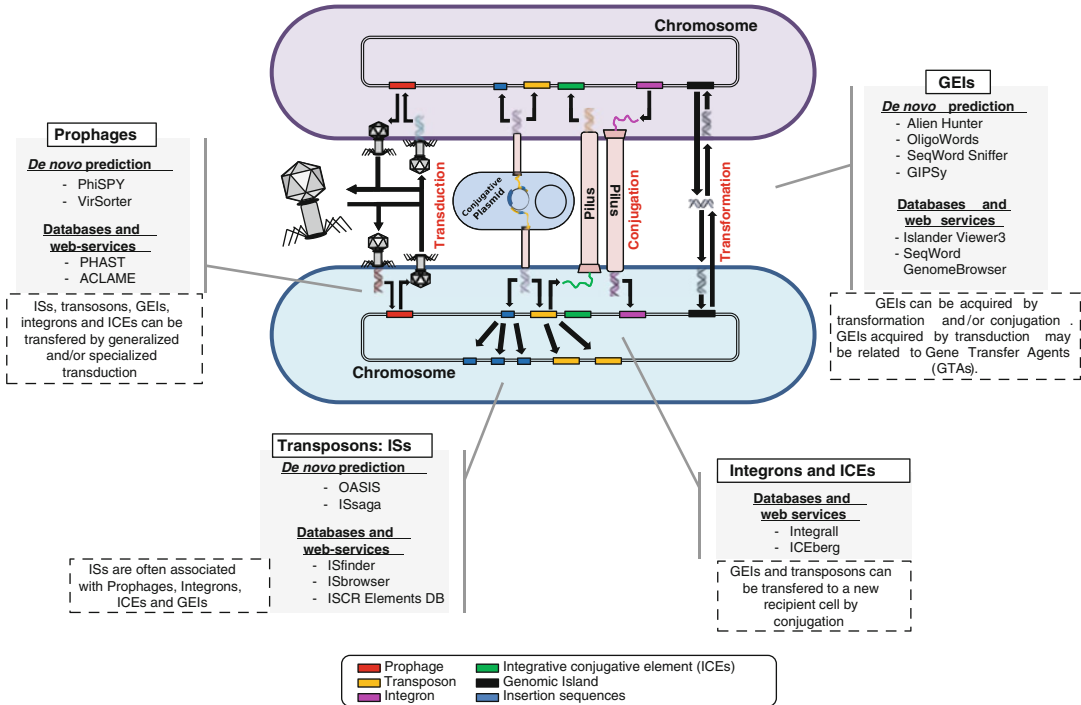 Chromosome
GEIs
De novo prediction
- Alien Hunter
- OligoWords
- SeqWord Sniffer
- GIPSy
Databases and
web services
- Islander Viewer3
- SeqWord
GenomeBrowser
GEIs can be acquired by
transformation and/or conjugation .
GEIs acquired by transduction may
be related to Gene Transfer Agents
(GTAs).
Prophages
De novo prediction
- PhiSPY
- VirSorter
Databases and
web-services
- PHAST
- ACLAME
ISs, transosons, GEIs,
integrons and ICEs can be
transfered by generalized
and/or specialized
transduction
Transduction
Conjugative
Plasmid
Pilus
Pilus
Conjugation
Transformation
Chromosome
Transposons: ISs
De novo prediction
- OASIS
- ISsaga
Databases and
web-services
- ISfinder
- ISbrowser
- ISCR Elements DB
ISs are often associated
with Prophages, Integrons,
ICEs and GEIs
Integrons and ICEs
Databases and
web services
- Integrall
- ICEberg
GEIs and transposons can
be transfered to a new
recipient cell by
conjugation
Prophage
Transposon
Integron
Integrative conjugative element (ICEs)
Genomic Island
Insertion sequences